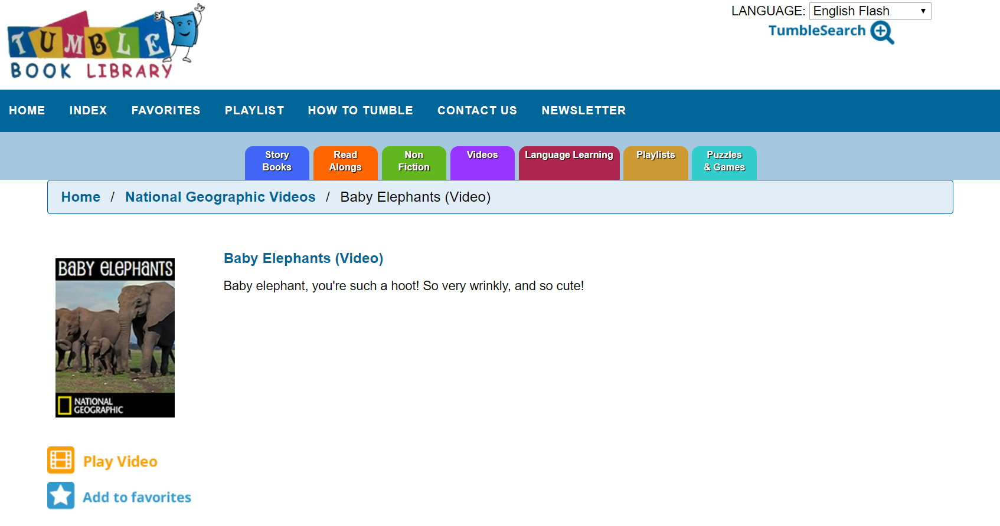 TUMBLE
BOOK LIBRARY
LANGUAGE: English Flash
TumbleSearch
HOME INDEX FAVORITES PLAYLIST HOW TO TUMBLE CONTACT US NEWSLETTER
Story
Books
Read
Alongs
Non
Fiction
Videos
Language Learning
Playlists
Puzzles
& Games
Home / National Geographic Videos / Baby Elephants (Video)
BABY ELEPHANTS
NATIONAL
GEOGRAPHIC
Baby Elephants (Video)
Baby elephant, you're such a hoot! So very wrinkly, and so cute!
Play Video
Add to favorites